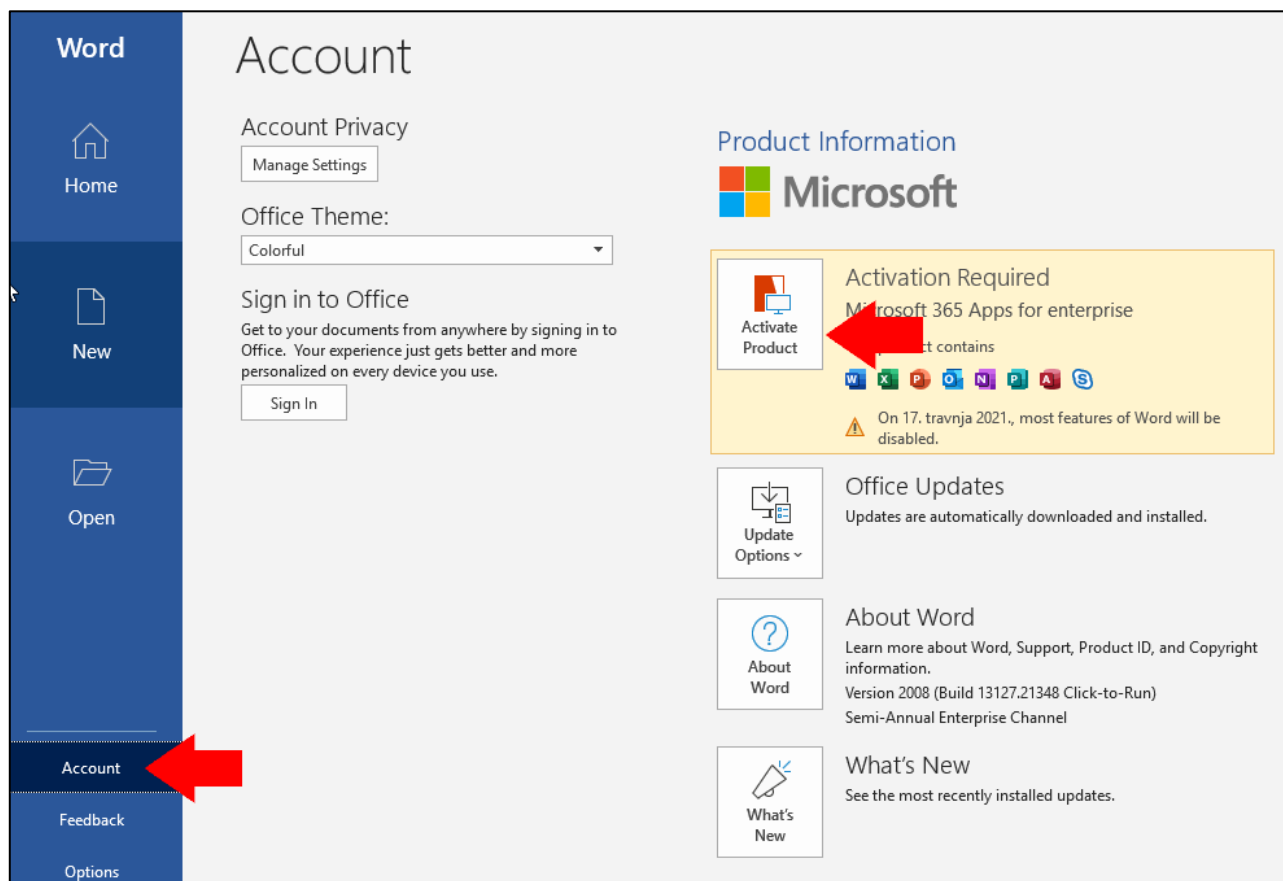 Word
Home
New
Open
Account
Feedback
Options
Account
Account Privacy
Manage Settings
Office Theme:
Colorful
Sign in to Office
Get to your documents from anywhere by signing in to
Office. Your experience just gets better and more
personalized on every device you use.
Sign In
Product Information
Microsoft
Activate
Product
Activation Required
Microsoft 365 Apps for enterprise
contains
On 17. travnja 2021., most features of Word will be
disabled.
Update
Options
Office Updates
Updates are automatically downloaded and installed.
About
Word
About Word
Learn more about Word, Support, Product ID, and Copyright
information.
Version 2008 (Build 13127.21348 Click-to-Run)
Semi-Annual Enterprise Channel
What's
New
What's New
See the most recently installed updates.